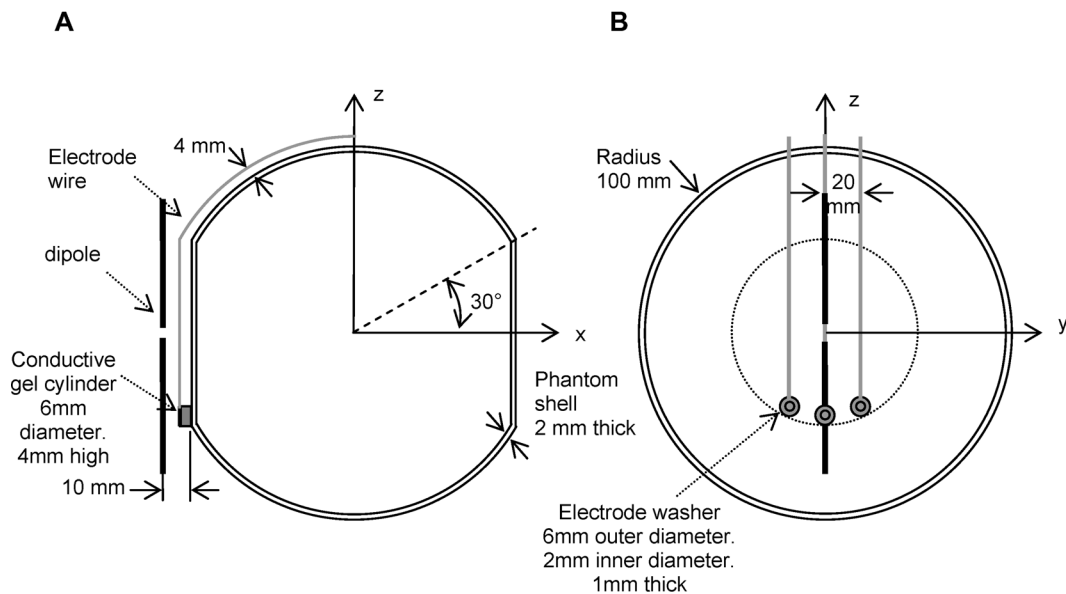 A
B
z
4 mm
Electrode
wire
dipole
30°
x
Conductive
gel cylinder
6mm
diameter.
4mm high
10 mm
Phantom
shell
2 mm thick
z
Radius
100 mm
20
mm
y
Electrode washer
6mm outer diameter.
2mm inner diameter.
1mm thick